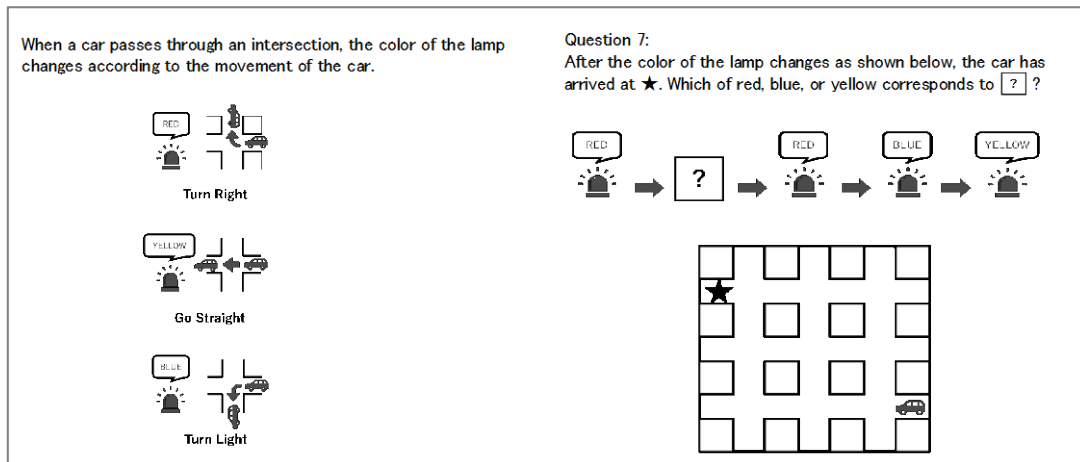 When a car passes through an intersection, the color of the lamp
changes according to the movement of the car.
RED
Turn Right
YELLOW
Go Straight
BLUE
Turn Light
Question 7:
After the color of the lamp changes as shown below, the car has
arrived at ★. Which of red, blue, or yellow corresponds to ? ?
RED
?
RED
BLUE
YELLOW